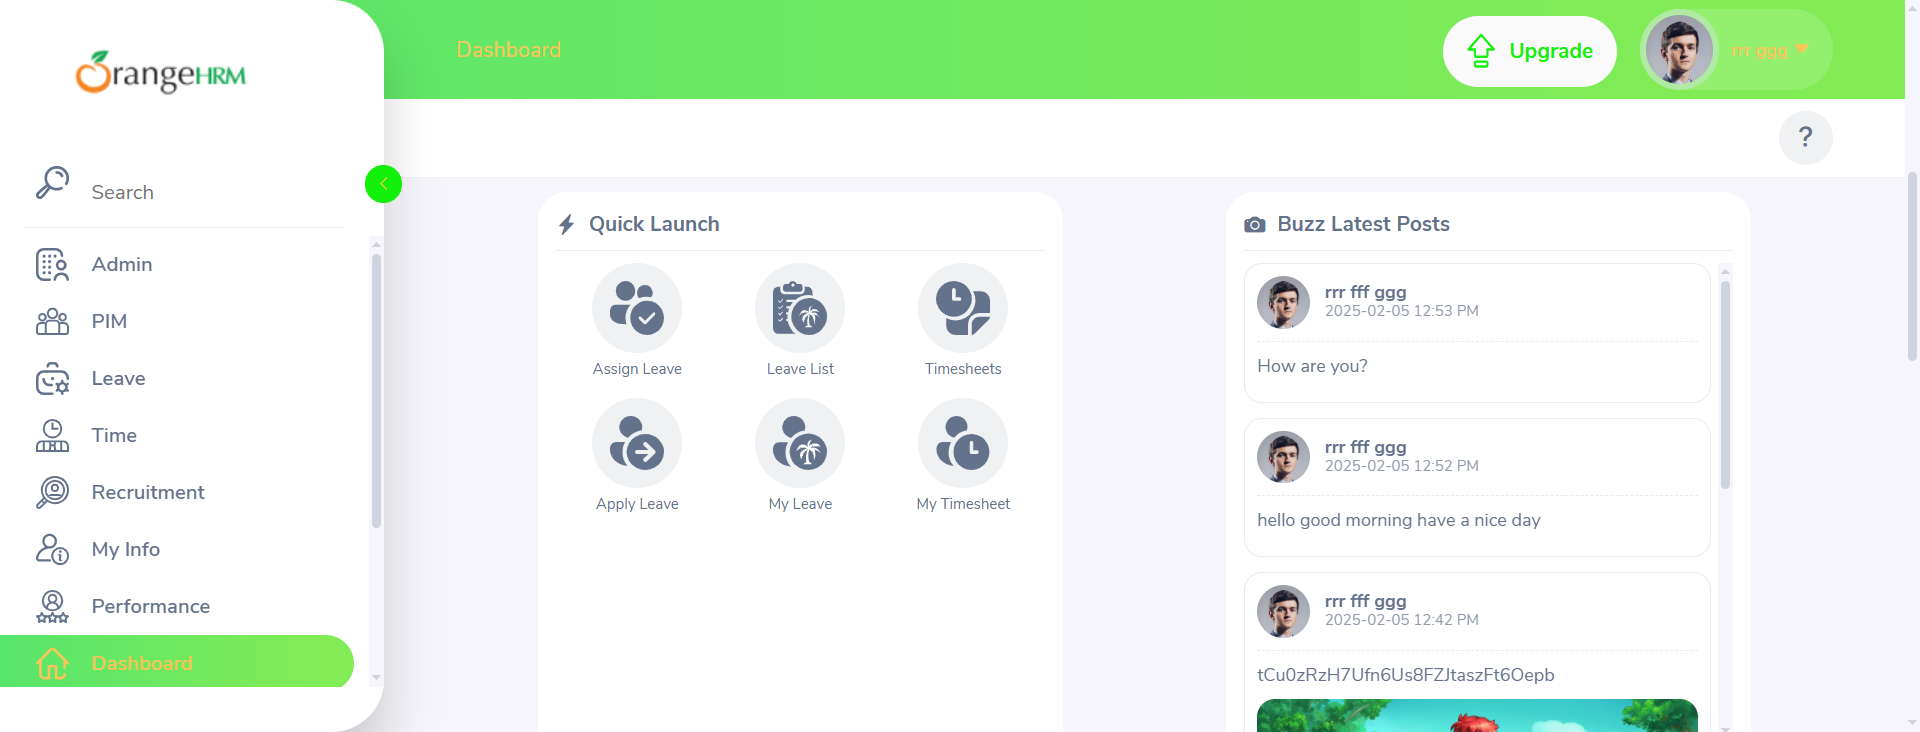 OrangeHRM
Search
Admin
PIM
Leave
Time
Recruitment
My Info
Performance
Dashboard
Dashboard
Upgrade
rrr ggg
?
Quick Launch
Assign Leave
Leave List
Timesheets
Apply Leave
My Leave
My Timesheet
Buzz Latest Posts
rrr fff ggg
2025-02-05 12:53 PM
How are you?
rrr fff ggg
2025-02-05 12:52 PM
hello good morning have a nice day
rrr fff ggg
2025-02-05 12:42 PM
tCu0zRzH7Ufn6Us8FZJtaszFt6Oepb